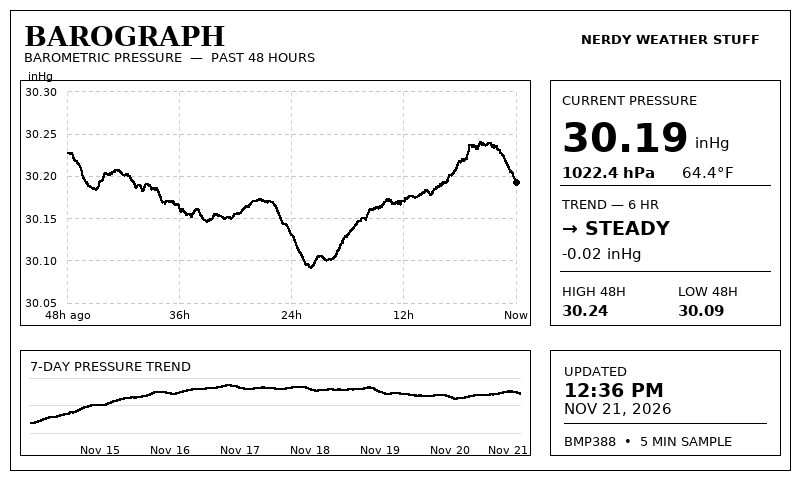 BAROGRAPH
BAROMETRIC PRESSURE — PAST 48 HOURS
NERDY WEATHER STUFF
inHg
30.30
30.25
30.20
30.15
30.10
30.05
48h ago 36h 24h 12h Now
CURRENT PRESSURE
30.19 inHg
1022.4 hPa 64.4°F
TREND — 6 HR
→ STEADY
-0.02 inHg
HIGH 48H LOW 48H
30.24 30.09
7-DAY PRESSURE TREND
Nov 15 Nov 16 Nov 17 Nov 18 Nov 19 Nov 20 Nov 21
UPDATED
12:36 PM
NOV 21, 2026
BMP388 • 5 MIN SAMPLE